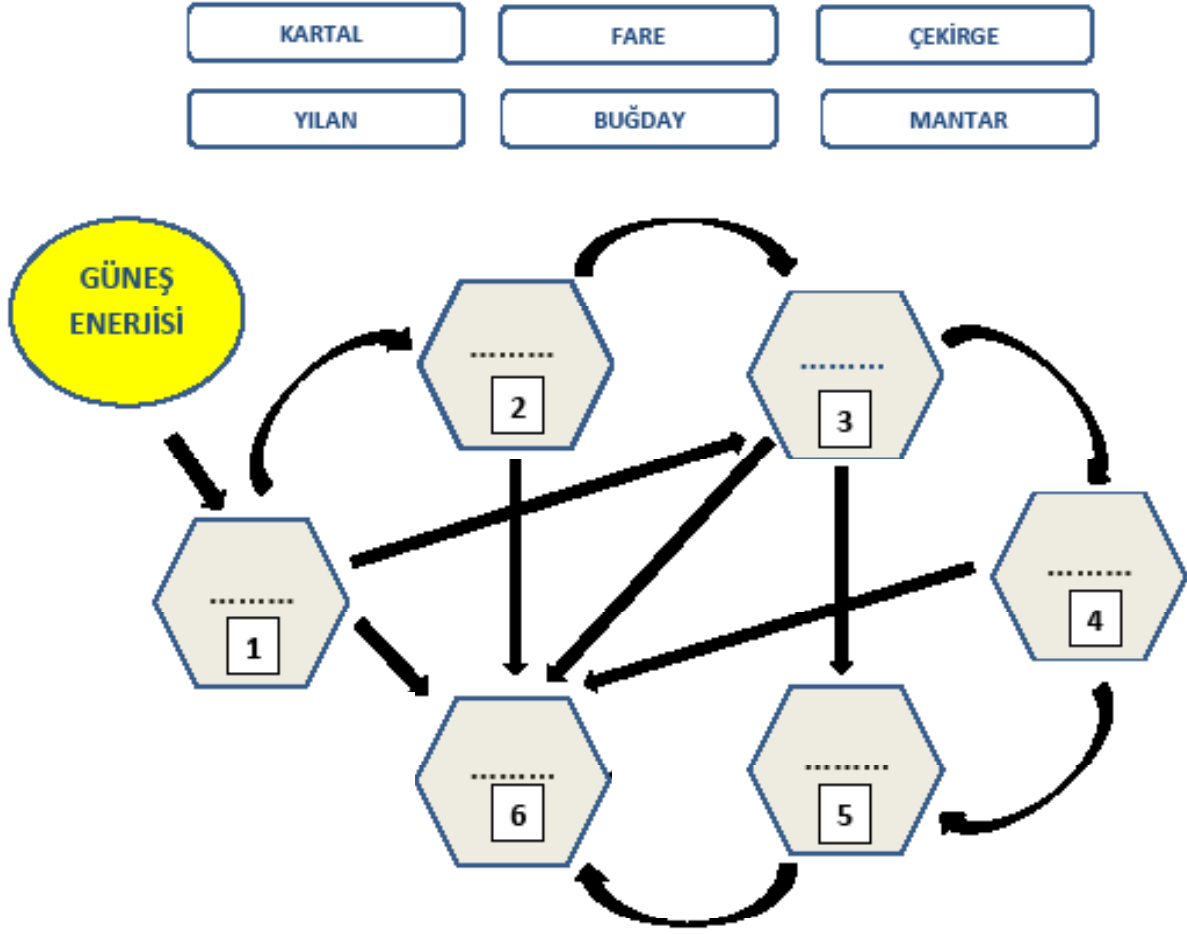 KARTAL
FARE
ÇEKİRGE
YILAN
BUĞDAY
MANTAR
GÜNEŞ
ENERJİSİ
.........
2
.........
3
.........
1
.........
4
.........
6
.........
5